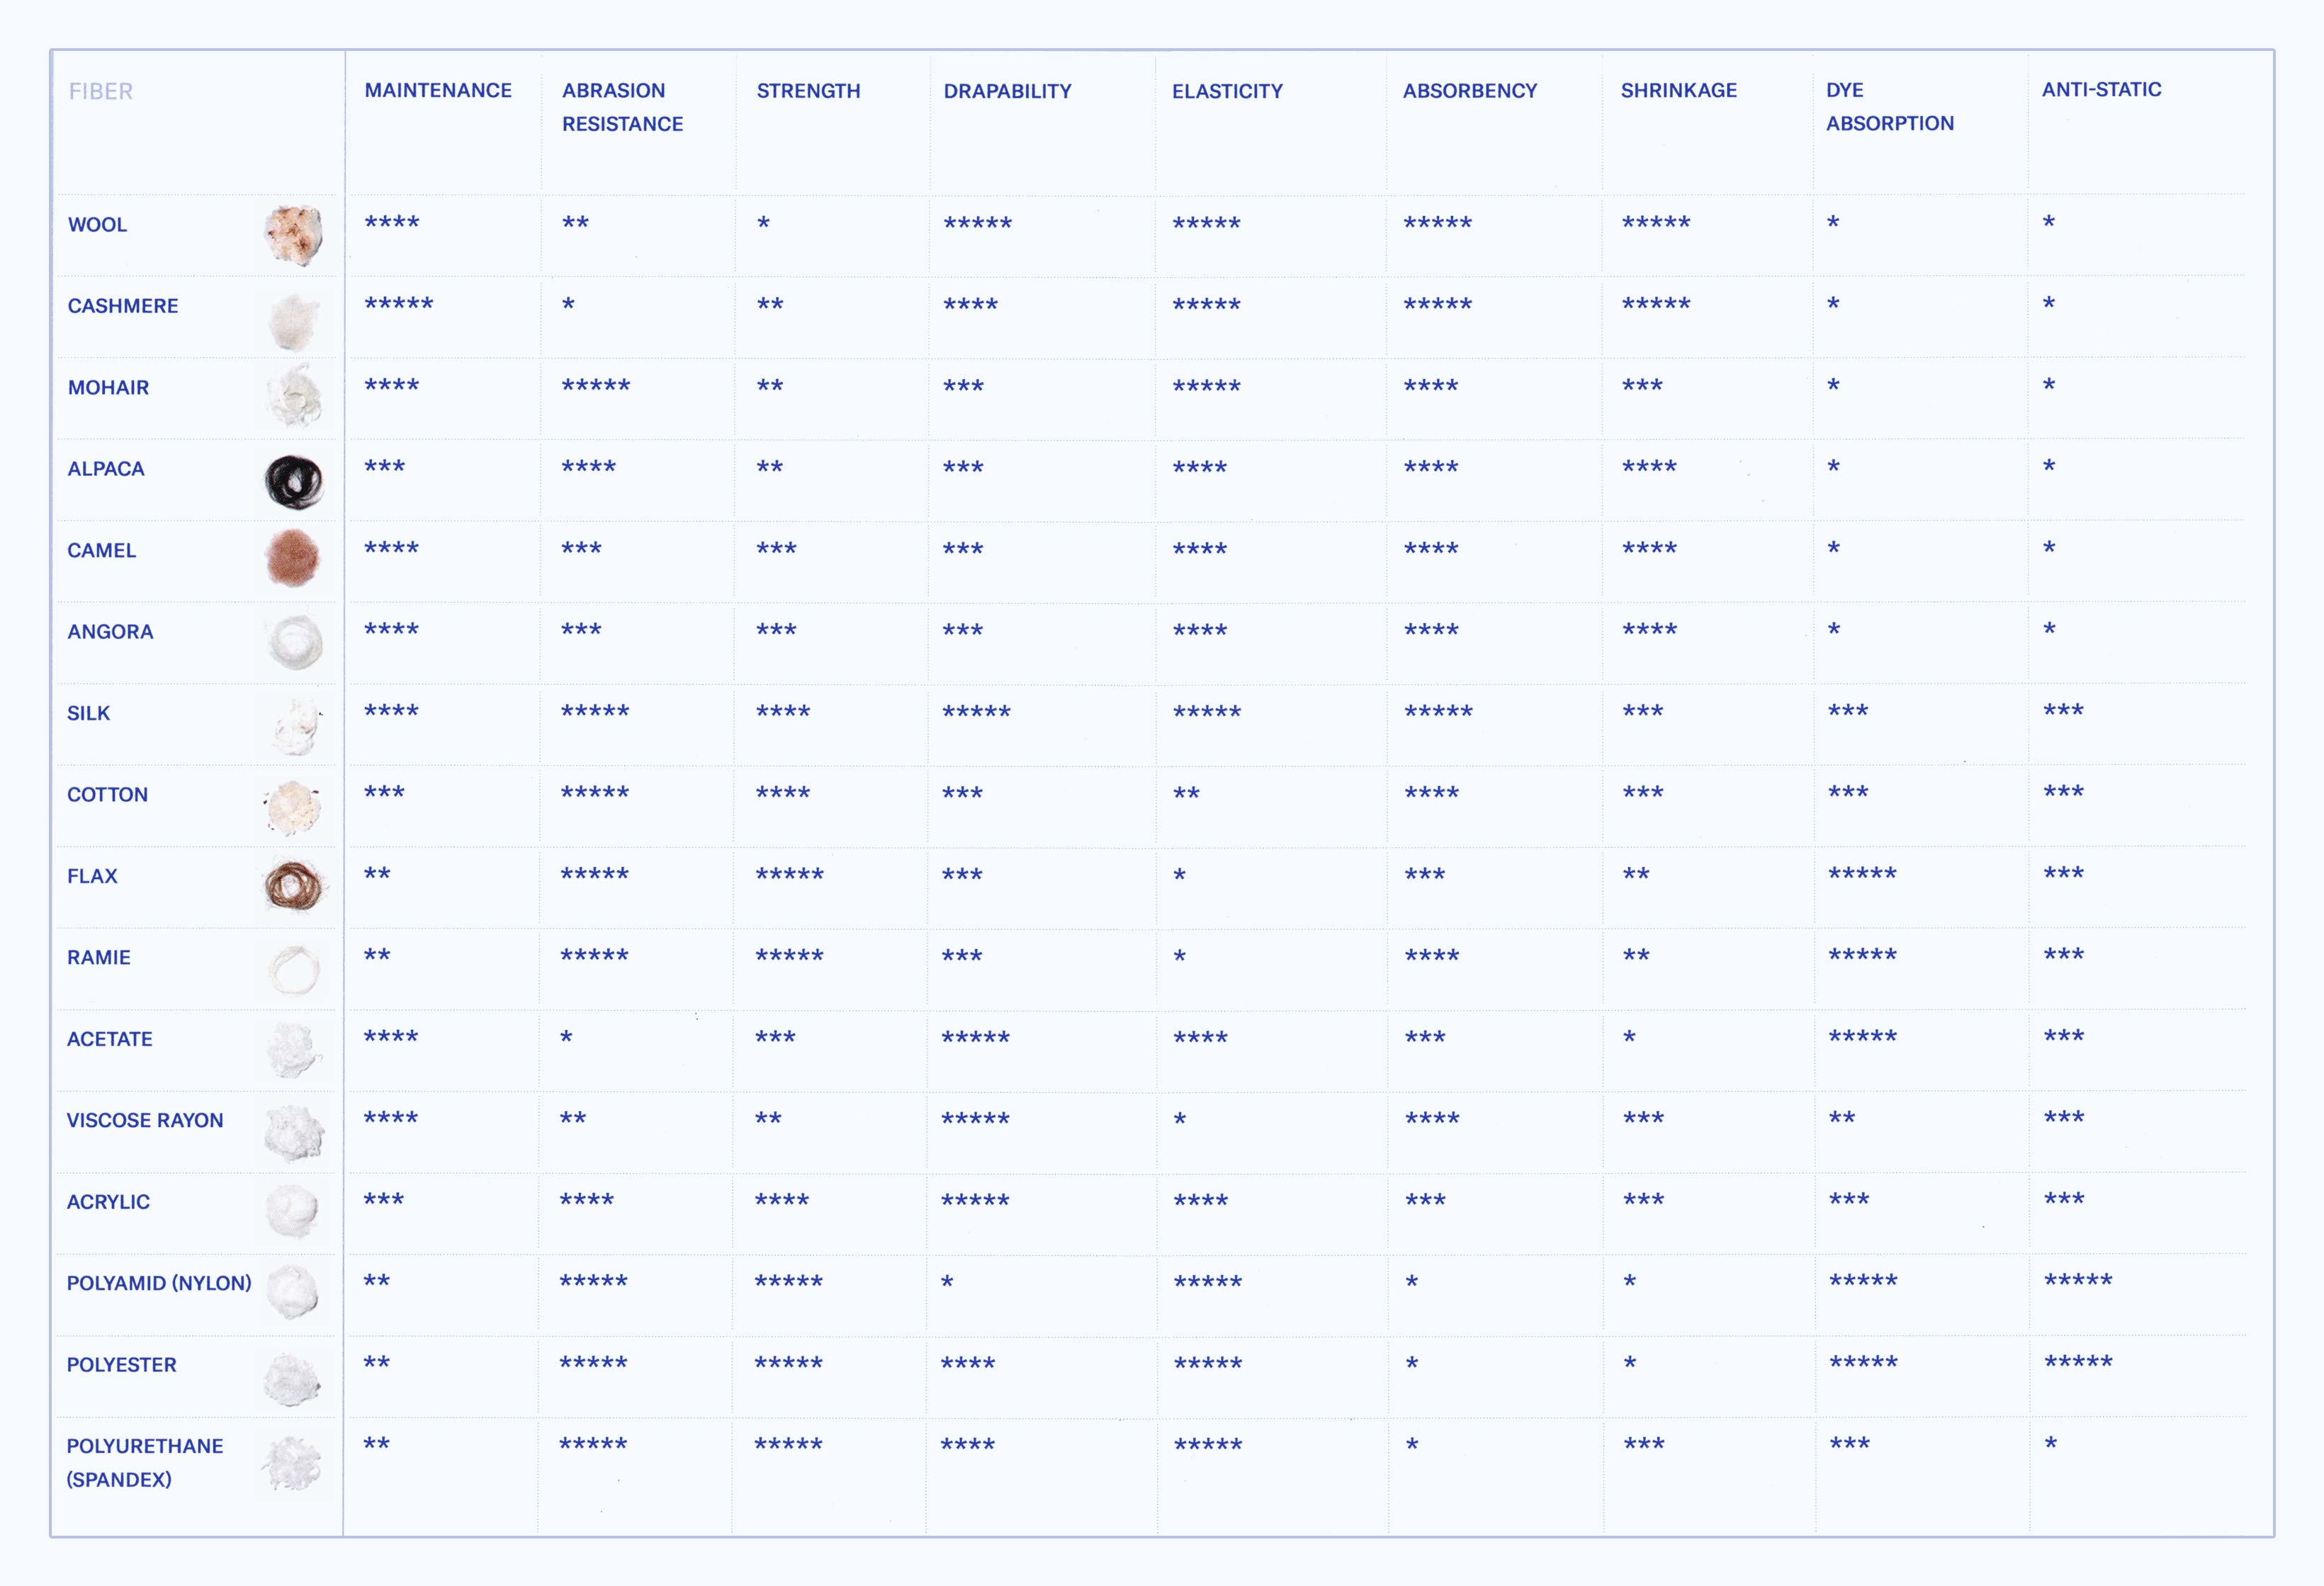 FIBER MAINTENANCE ABRASION RESISTANCE STRENGTH DRAPABILITY ELASTICITY ABSORBENCY SHRINKAGE DYE ABSORPTION ANTI-STATIC
WOOL **** ** * ***** ***** ***** ***** * *
CASHMERE ***** * ** **** ***** ***** ***** * *
MOHAIR **** ***** ** *** ***** **** *** * *
ALPACA *** **** ** *** **** **** **** * *
CAMEL **** *** *** *** **** **** **** * *
ANGORA **** *** *** *** **** **** **** * *
SILK **** ***** **** ***** ***** ***** *** *** ***
COTTON *** ***** **** *** ** **** *** *** ***
FLAX ** ***** ***** *** * *** ** ***** ***
RAMIE ** ***** ***** *** * **** ** ***** ***
ACETATE **** * *** ***** **** *** * ***** ***
VISCOSE RAYON **** ** ** ***** * **** *** ** ***
ACRYLIC *** **** **** ***** **** *** *** *** ***
POLYAMID (NYLON) ** ***** ***** * ***** * * ***** *****
POLYESTER ** ***** ***** **** ***** * * ***** *****
POLYURETHANE (SPANDEX) ** ***** ***** **** ***** * *** *** *